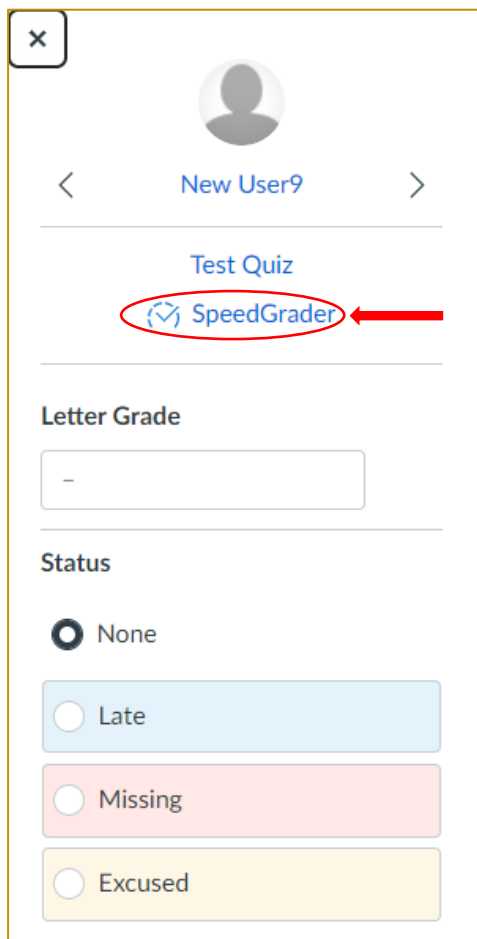 ×
New User9
Test Quiz
SpeedGrader
Letter Grade
–
Status
None
Late
Missing
Excused